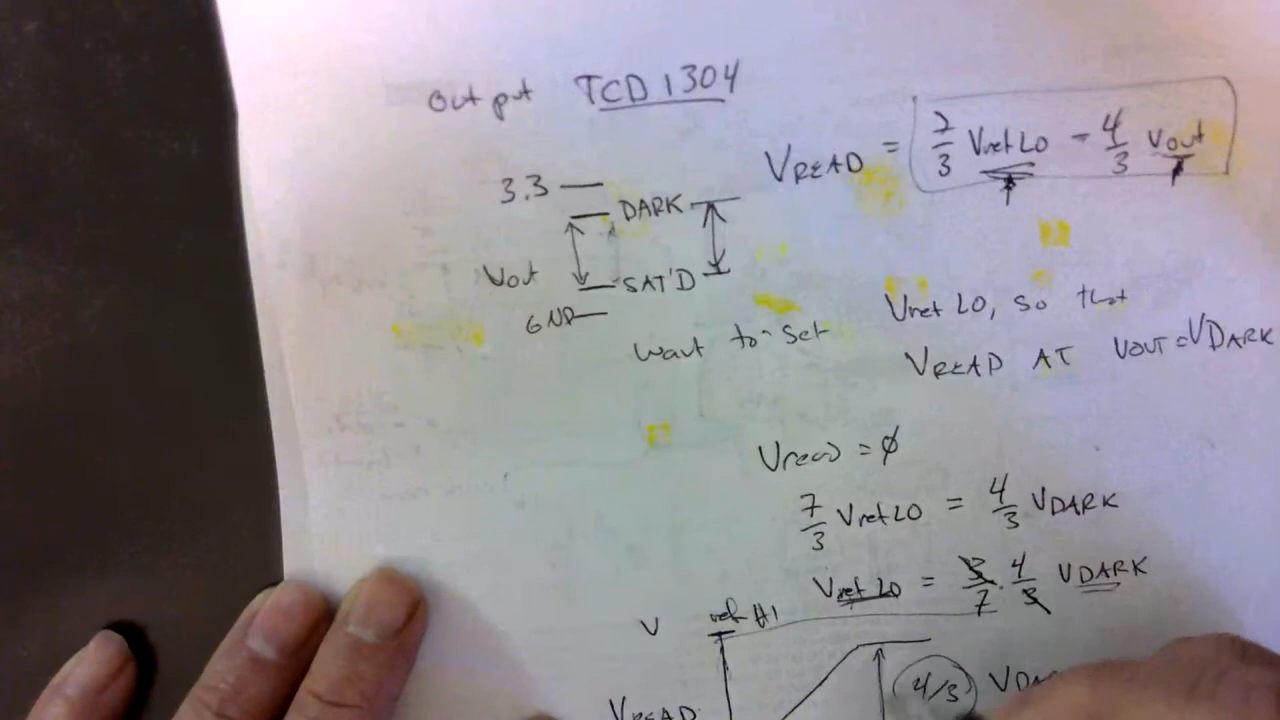 Output TCD1304
VREAD = 7/3 Vref LO - 4/3 Vout
3.3
DARK
Vout
SAT'D
GND
Want to set Vref LO, so that
VREAD AT VOUT=VDARK
Vread = ∅
7/3 Vref LO = 4/3 VDARK
Vref LO = 3/7 · 4/3 VDARK
V ref HI
4/3
VREAD